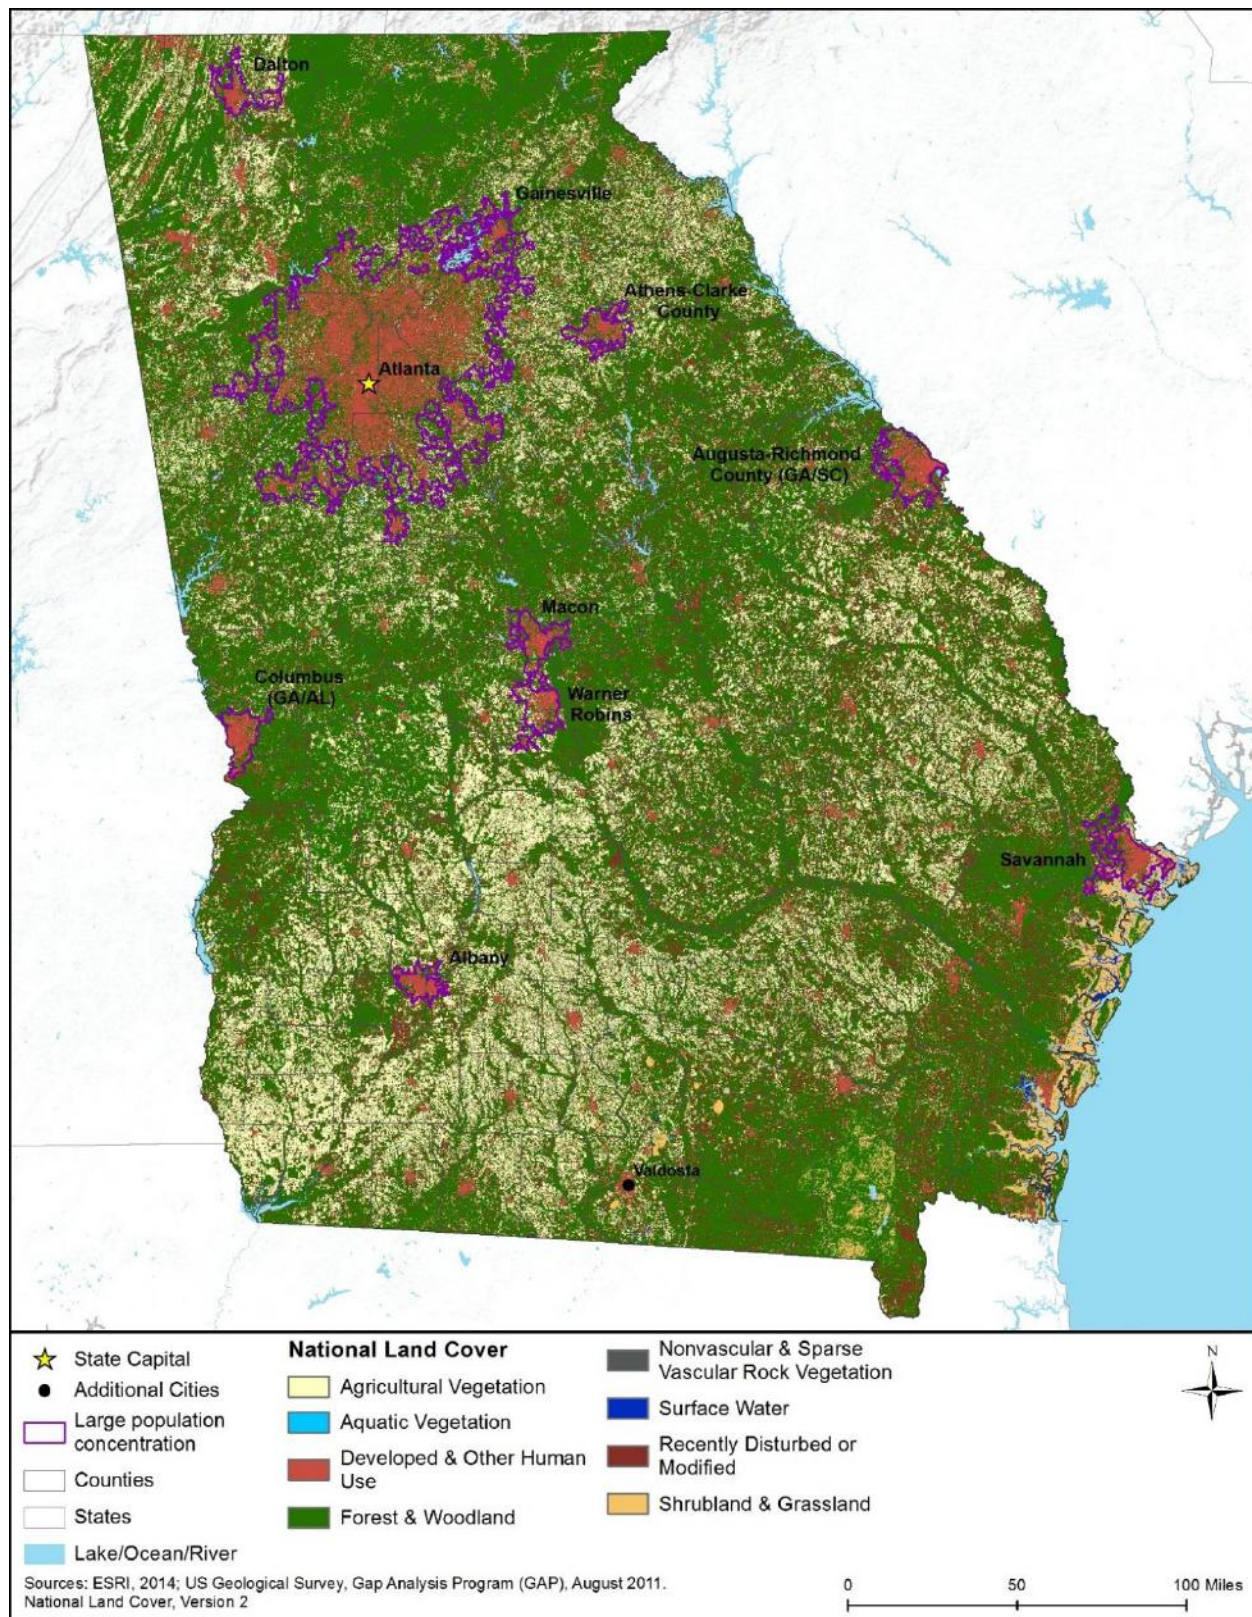 Dalton
Gainesville
Athens-Clarke
County
Atlanta
Augusta-Richmond
County (GA/SC)
Macon
Columbus
(GA/AL)
Warner
Robins
Savannah
Albany
Valdosta
State Capital
Additional Cities
Large population
concentration
Counties
States
Lake/Ocean/River
National Land Cover
Agricultural Vegetation
Aquatic Vegetation
Developed & Other Human
Use
Forest & Woodland
Nonvascular & Sparse
Vascular Rock Vegetation
Surface Water
Recently Disturbed or
Modified
Shrubland & Grassland
N
Sources: ESRI, 2014; US Geological Survey, Gap Analysis Program (GAP), August 2011.
National Land Cover, Version 2
0 50 100 Miles